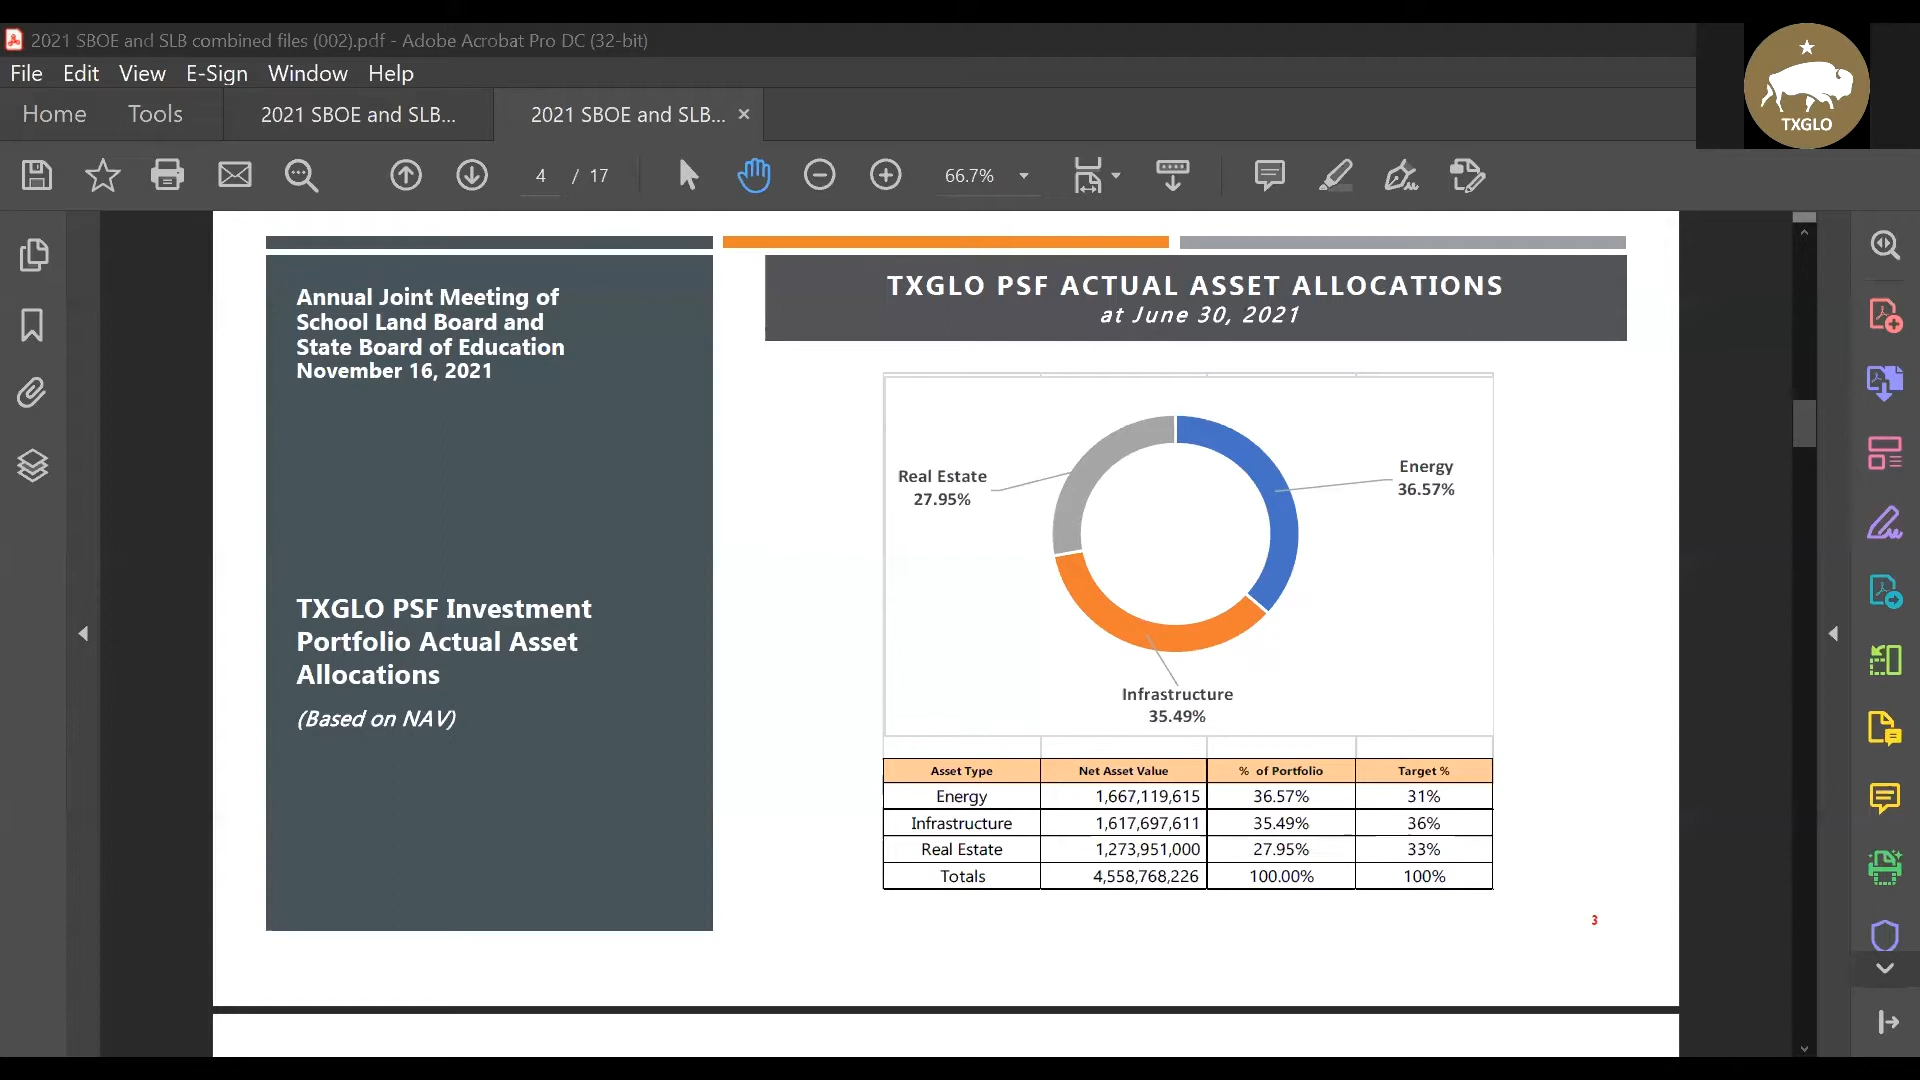 2021 SBOE and SLB combined files (002).pdf - Adobe Acrobat Pro DC (32-bit)
File Edit View E-Sign Window Help
Home Tools 2021 SBOE and SLB... 2021 SBOE and SLB...
TXGLO
4 / 17 66.7%
Annual Joint Meeting of
School Land Board and
State Board of Education
November 16, 2021
TXGLO PSF Investment
Portfolio Actual Asset
Allocations
(Based on NAV)
TXGLO PSF ACTUAL ASSET ALLOCATIONS
at June 30, 2021
Real Estate
27.95%
Energy
36.57%
Infrastructure
35.49%
Asset Type Net Asset Value % of Portfolio Target %
Energy 1,667,119,615 36.57% 31%
Infrastructure 1,617,697,611 35.49% 36%
Real Estate 1,273,951,000 27.95% 33%
Totals 4,558,768,226 100.00% 100%
3